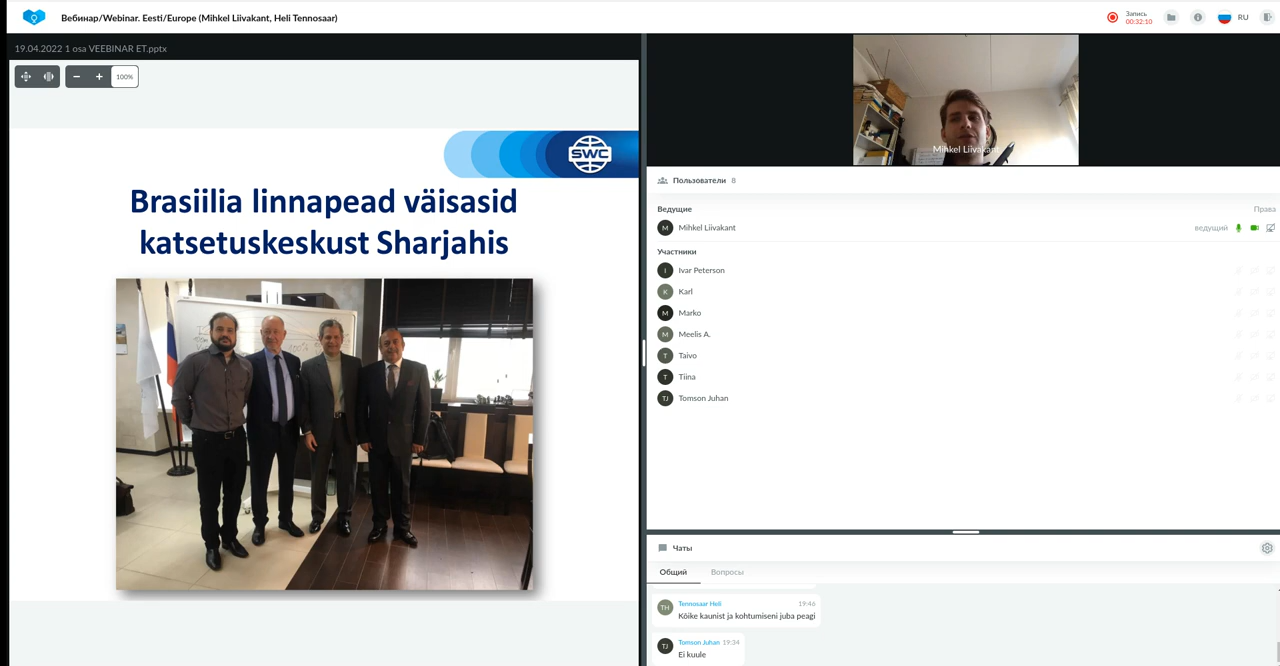 Вебинар/Webinar. Eesti/Europe (Mihkel Liivakant, Heli Tennosaar)
Запись
00:32:10
RU
19.04.2022 1 osa VEEBINAR ET.pptx
100%
SWC
Brasiilia linnapead väisasid
katsetuskeskust Sharjahis
Mihkel Liivakant
Пользователи 8
Ведущие Права
M Mihkel Liivakant ведущий
Участники
I Ivar Peterson
K Karl
M Marko
M Meelis A.
T Taivo
T Tiina
TJ Tomson Juhan
Чаты
Общий Вопросы
TH Tennosaar Heli 19:46
Kõike kaunist ja kohtumiseni juba peagi
TJ Tomson Juhan 19:34
Ei kuule